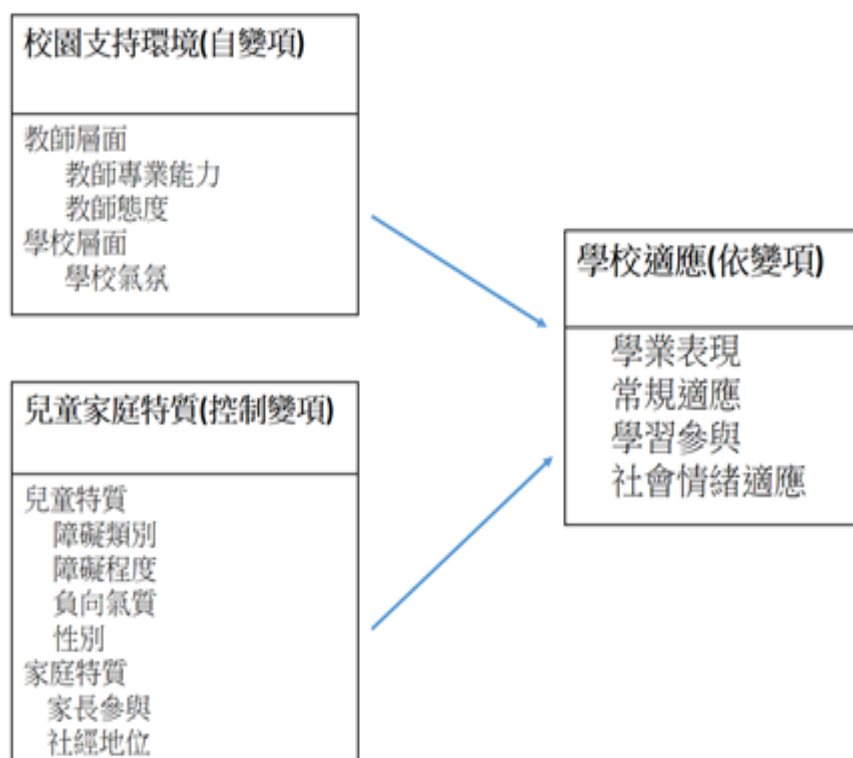 校園支持環境(自變項)
教師層面
教師專業能力
教師態度
學校層面
學校氣氛
學校適應(依變項)
學業表現
常規適應
學習參與
社會情緒適應
兒童家庭特質(控制變項)
兒童特質
障礙類別
障礙程度
負向氣質
性別
家庭特質
家長參與
社經地位